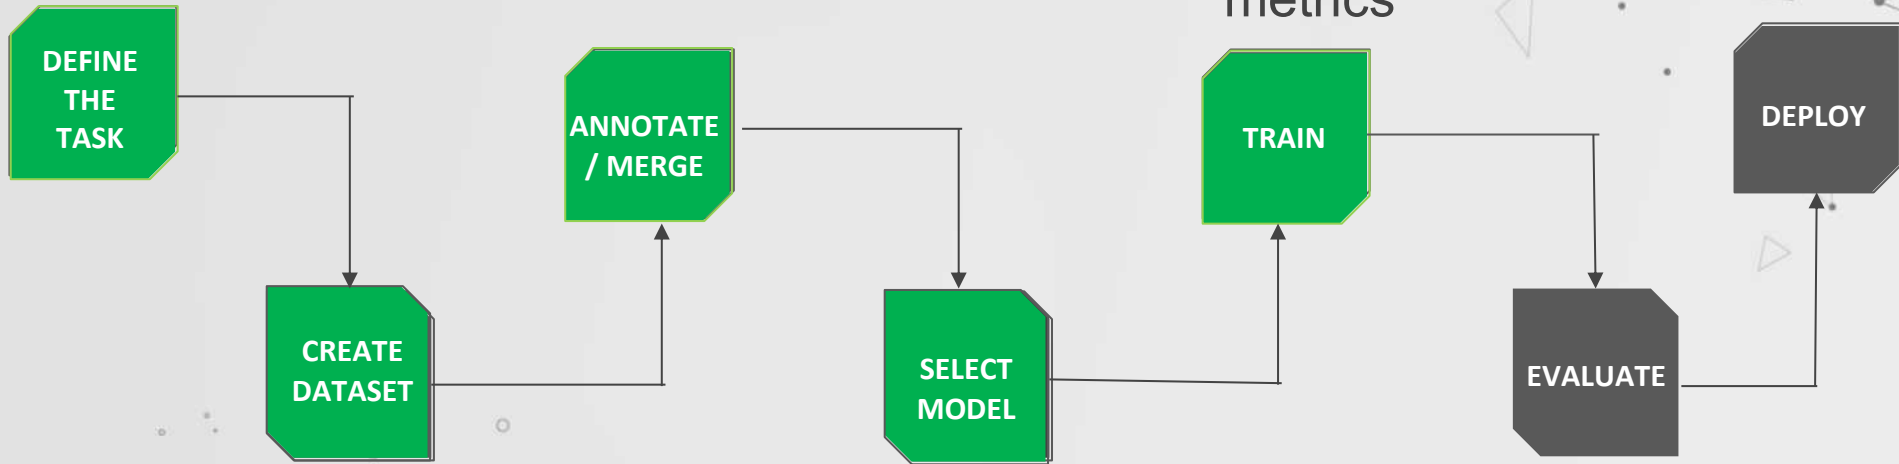 metrics
DEFINE
THE
TASK
CREATE
DATASET
ANNOTATE
/ MERGE
SELECT
MODEL
TRAIN
EVALUATE
DEPLOY